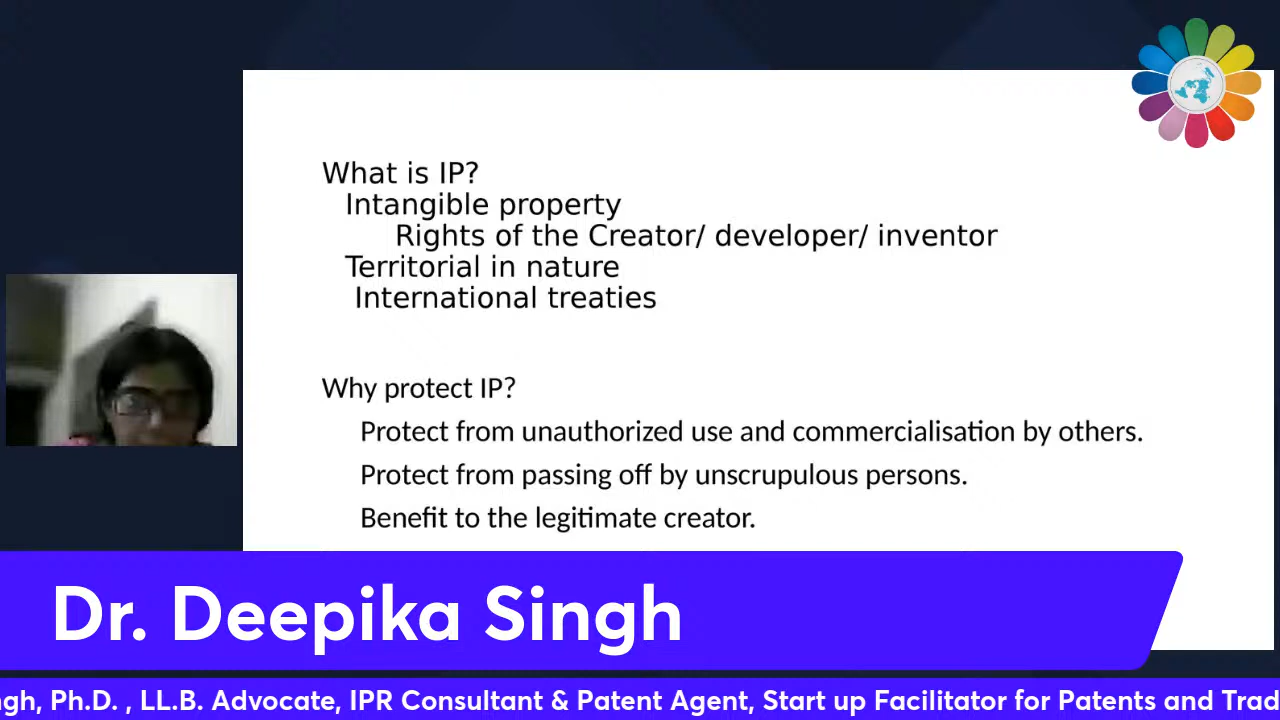 What is IP?
Intangible property
Rights of the Creator/ developer/ inventor
Territorial in nature
International treaties
Why protect IP?
Protect from unauthorized use and commercialisation by others.
Protect from passing off by unscrupulous persons.
Benefit to the legitimate creator.
Dr. Deepika Singh
ngh, Ph.D. , LL.B. Advocate, IPR Consultant & Patent Agent, Start up Facilitator for Patents and Trad